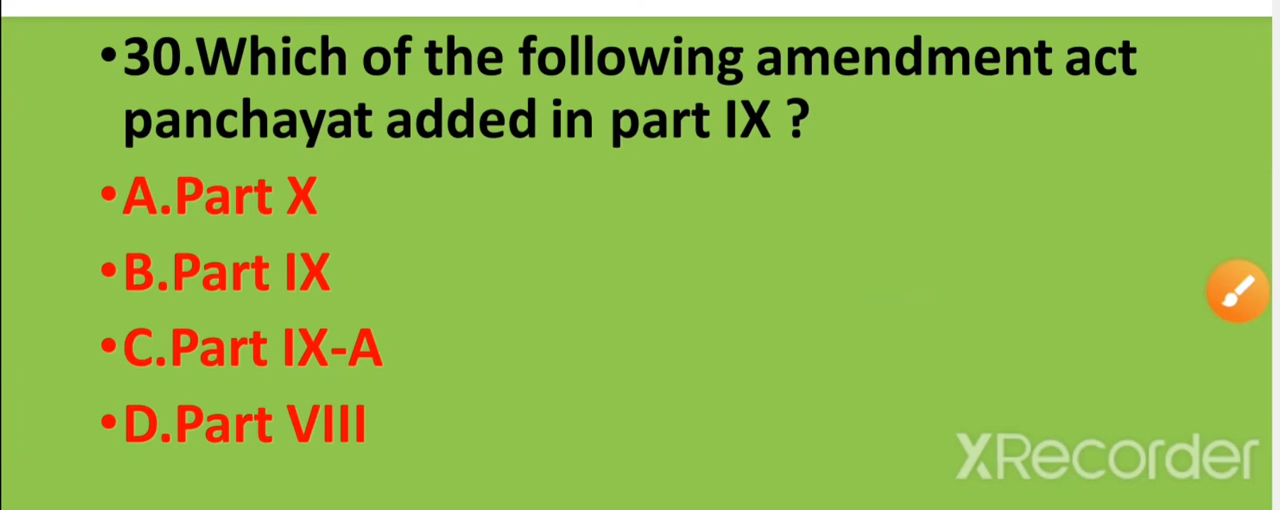 •30.Which of the following amendment act
panchayat added in part IX ?
•A.Part X
•B.Part IX
•C.Part IX-A
•D.Part VIII
XRecorder